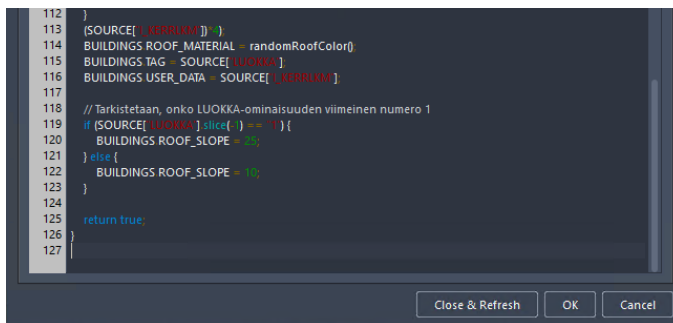 112 }
113 (SOURCE['I_KERRLKM'])*4);
114 BUILDINGS.ROOF_MATERIAL = randomRoofColor();
115 BUILDINGS.TAG = SOURCE['LUOKKA'];
116 BUILDINGS.USER_DATA = SOURCE['I_KERRLKM'];
117
118 // Tarkistetaan, onko LUOKKA-ominaisuuden viimeinen numero 1
119 if (SOURCE['LUOKKA'].slice(-1) == '1') {
120 BUILDINGS.ROOF_SLOPE = 25;
121 } else {
122 BUILDINGS.ROOF_SLOPE = 10;
123 }
124
125 return true;
126 }
127
Close & Refresh OK Cancel